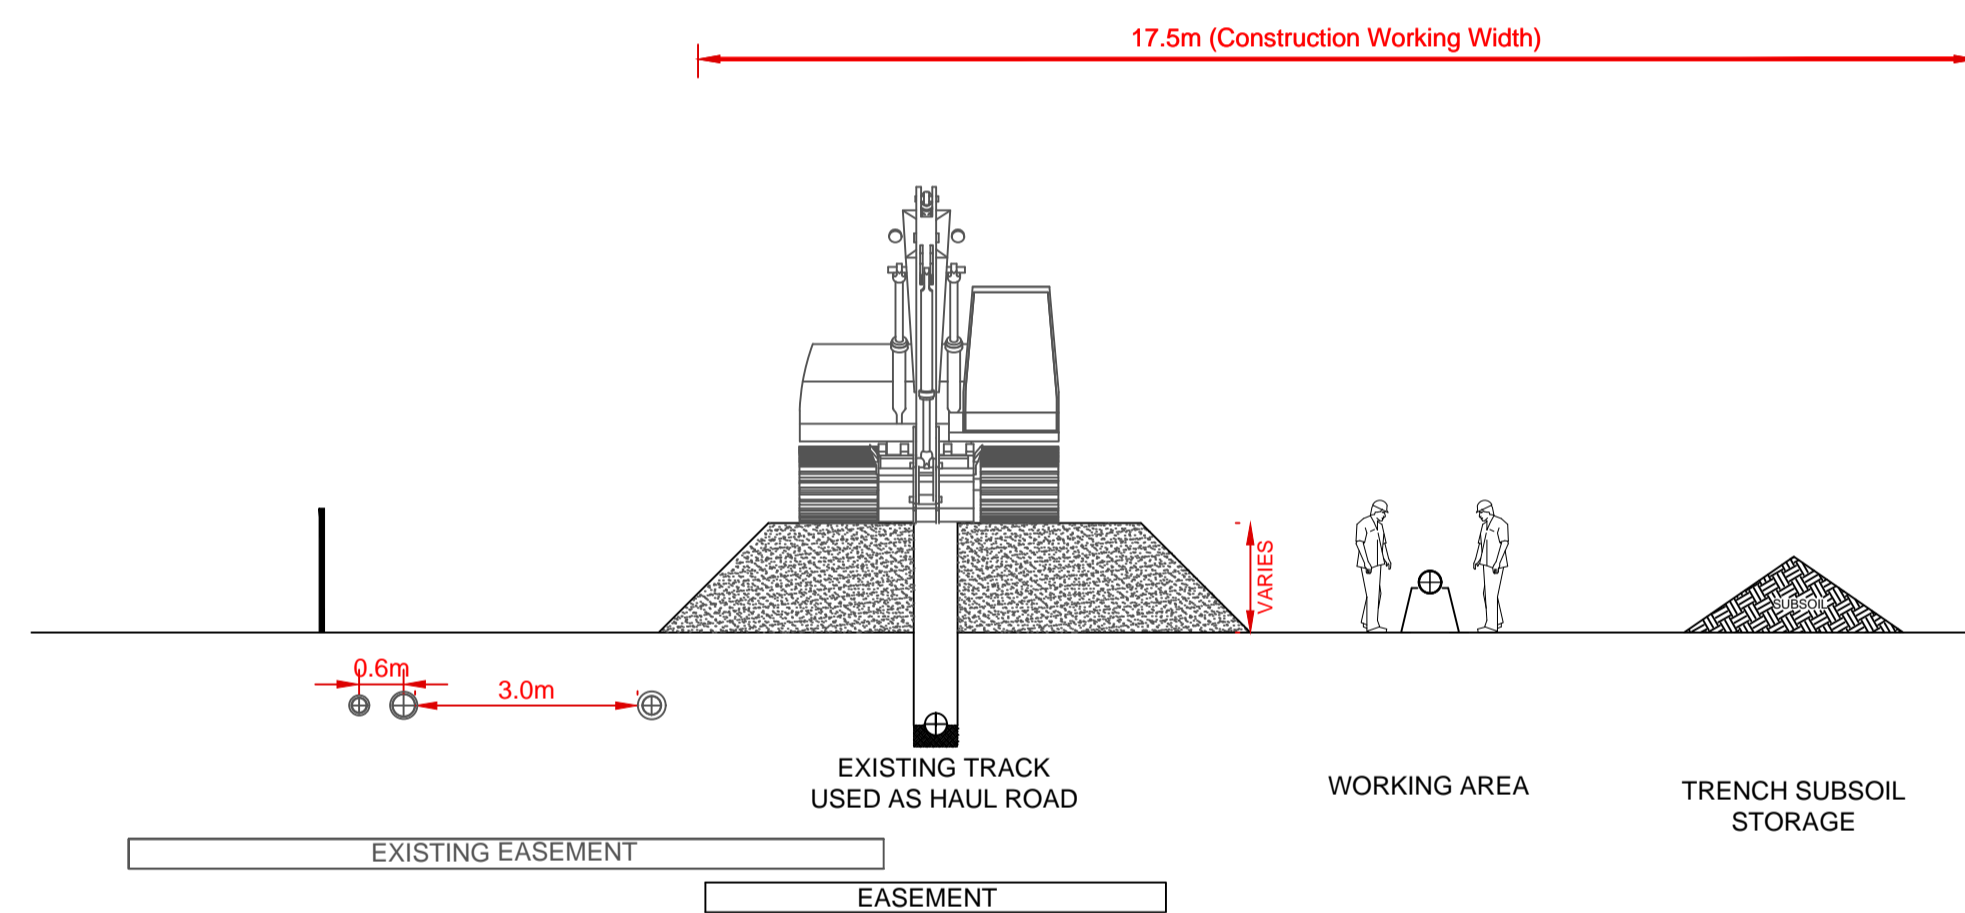 17.5m (Construction Working Width)
VARIES
SUBSOIL
0.6m
3.0m
EXISTING TRACK
USED AS HAUL ROAD
WORKING AREA
TRENCH SUBSOIL
STORAGE
EXISTING EASEMENT
EASEMENT